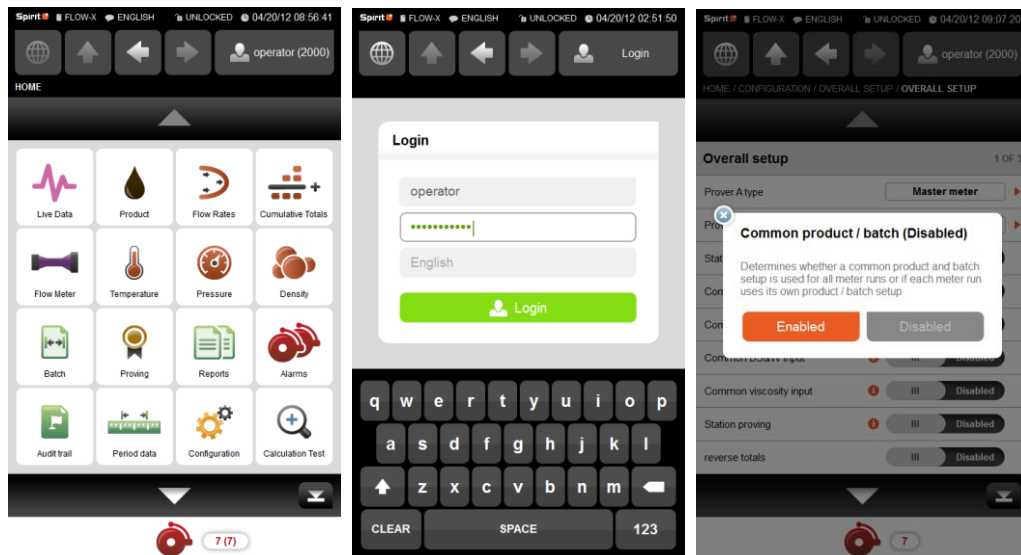 Spirit FLOW-X ENGLISH UNLOCKED 04/20/12 08:56:41
operator (2000)
HOME
Live Data Product Flow Rates Cumulative Totals
Flow Meter Temperature Pressure Density
Batch Proving Reports Alarms
Audit trail Period data Configuration Calculation Test
7 (7)
Spirit FLOW-X ENGLISH UNLOCKED 04/20/12 02:51:50
Login
Login
operator
English
Login
q w e r t y u i o p
a s d f g h j k l
z x c v b n m
CLEAR SPACE 123
Spirit FLOW-X ENGLISH UNLOCKED 04/20/12 09:07:20
operator (2000)
HOME / CONFIGURATION / OVERALL SETUP / OVERALL SETUP
Overall setup 1 OF
Prover A type Master meter
Common product / batch (Disabled)
Determines whether a common product and batch
setup is used for all meter runs or if each meter run
uses its own product / batch setup
Enabled Disabled
Common viscosity input Disabled
Station proving Disabled
reverse totals Disabled
7